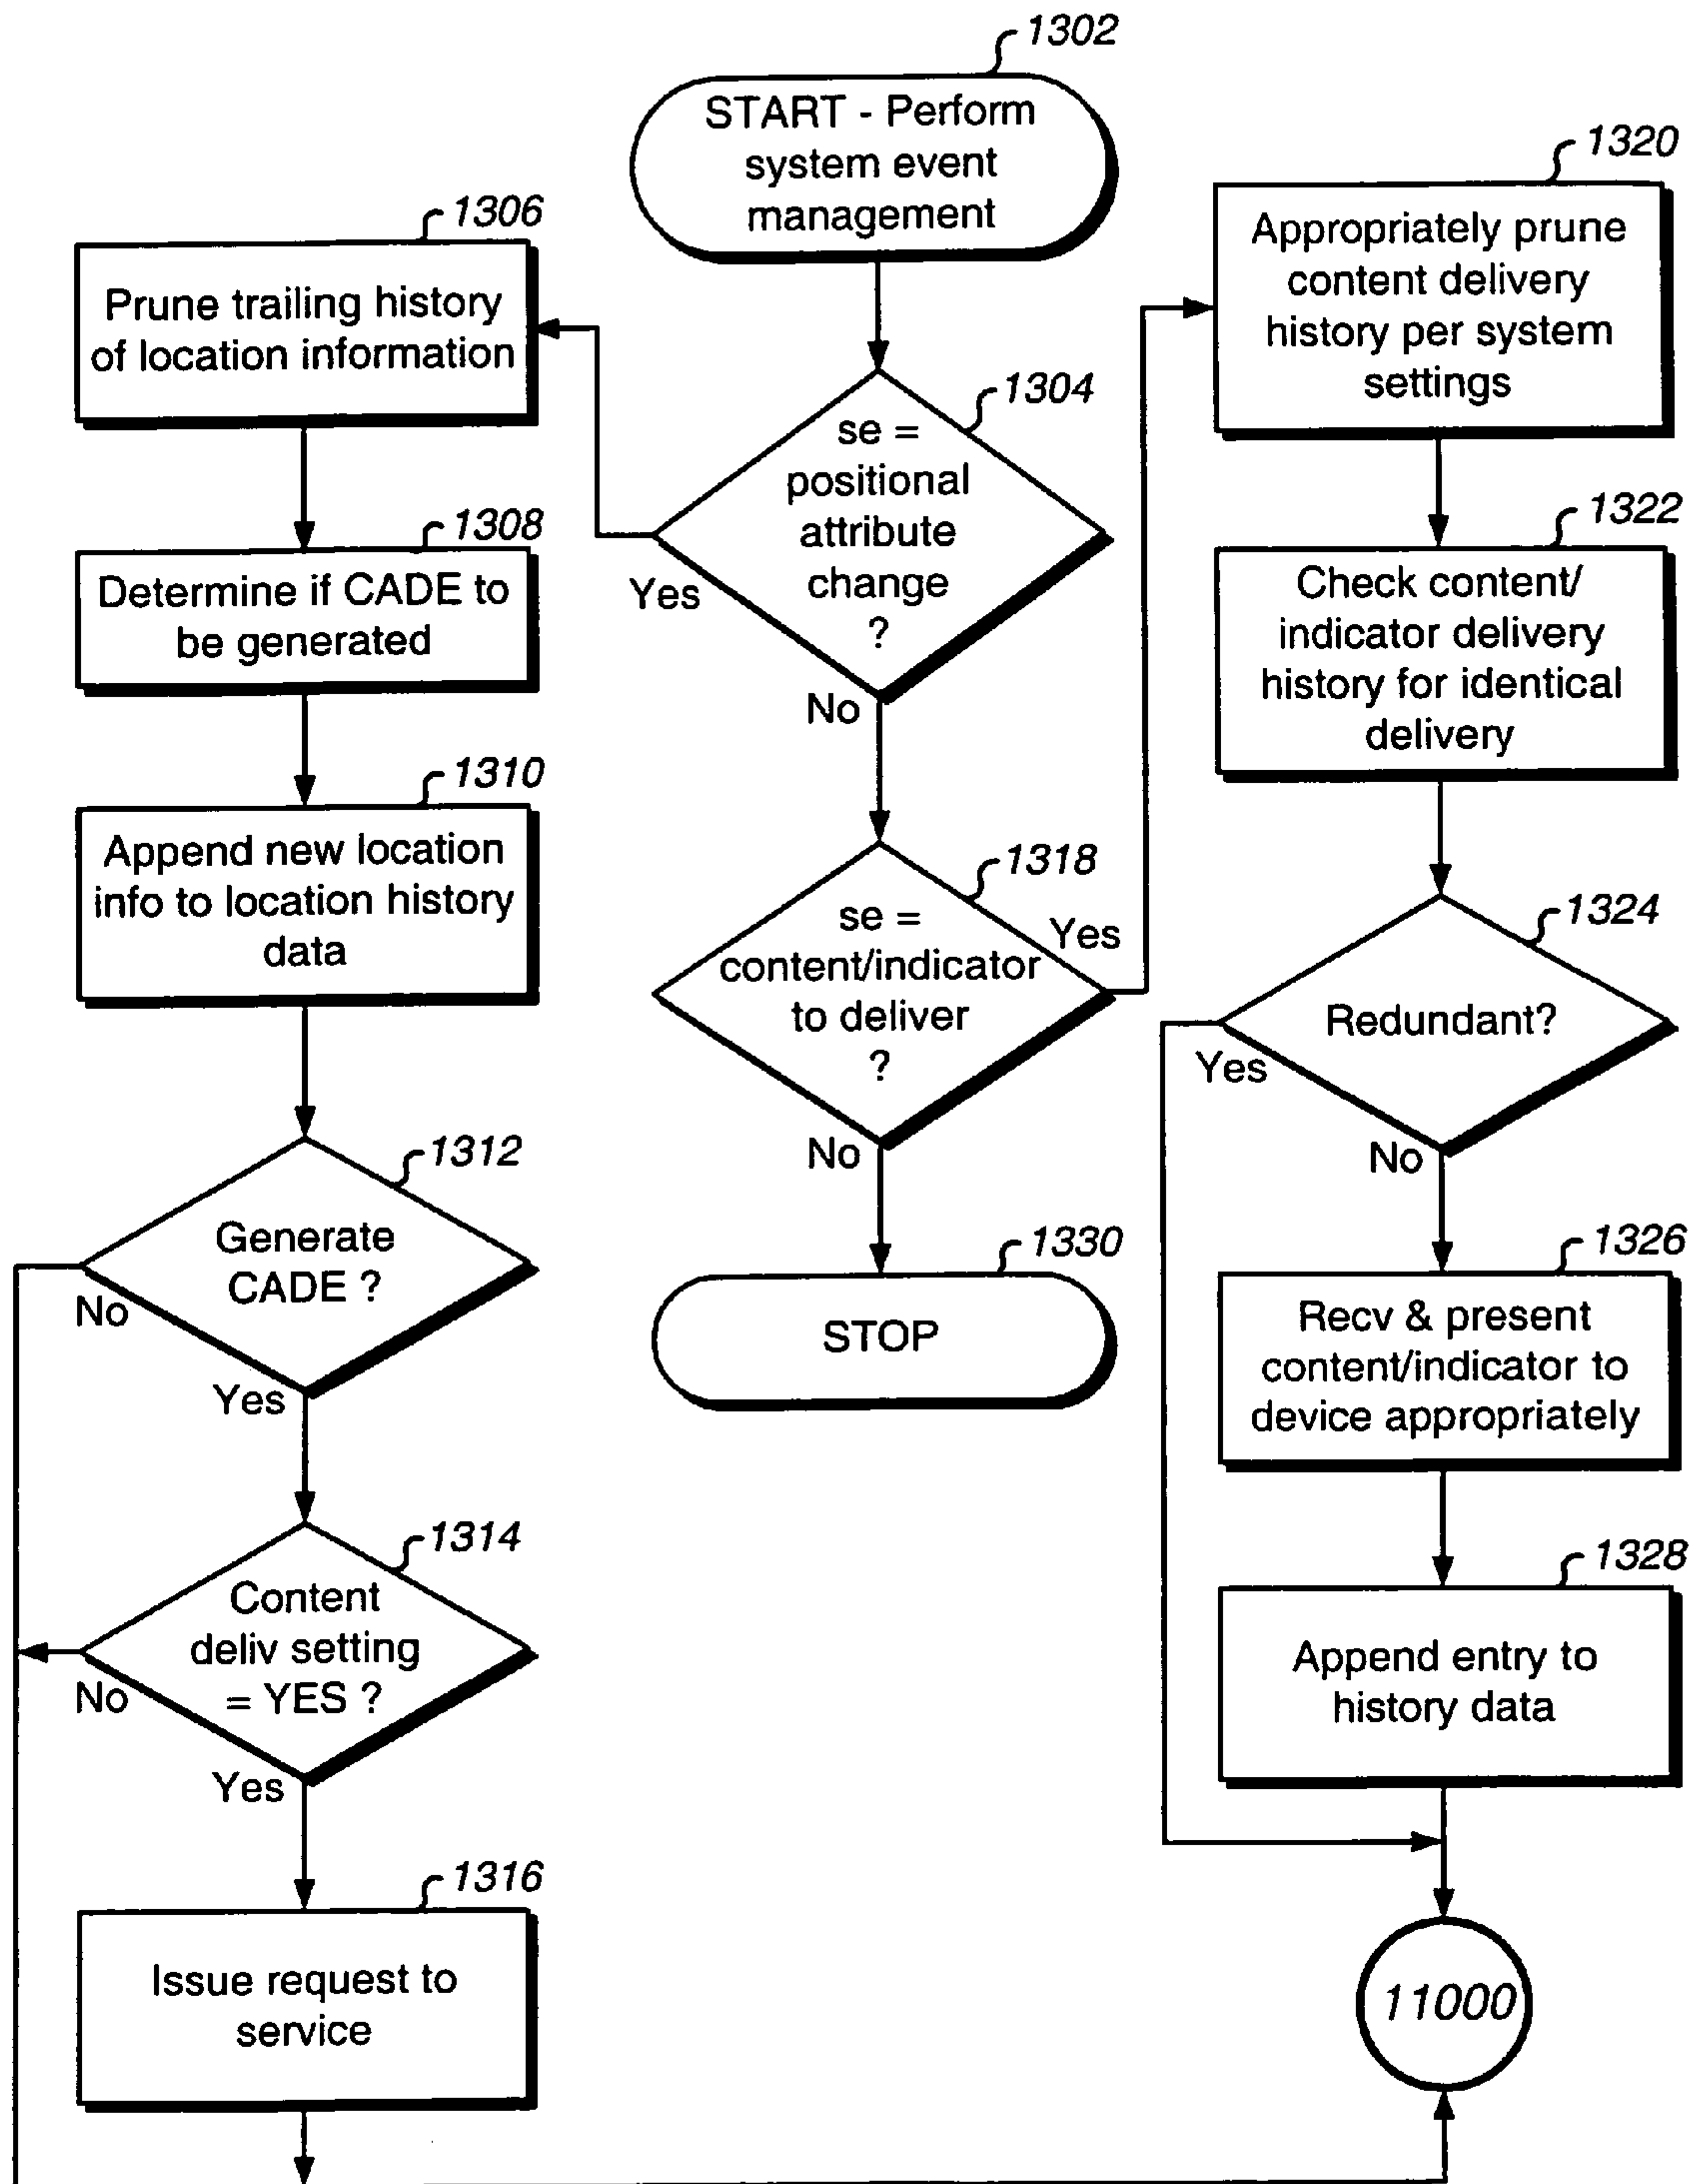 1302
START - Perform
system event
management
1304
se =
positional
attribute
change
?
Yes
No
1306
Prune trailing history
of location information
1308
Determine if CADE to
be generated
1310
Append new location
info to location history
data
1312
Generate
CADE ?
No
Yes
1314
Content
deliv setting
= YES ?
No
Yes
1316
Issue request to
service
1318
se =
content/indicator
to deliver
?
Yes
No
1330
STOP
1320
Appropriately prune
content delivery
history per system
settings
1322
Check content/
indicator delivery
history for identical
delivery
1324
Redundant?
Yes
No
1326
Recv & present
content/indicator to
device appropriately
1328
Append entry to
history data
11000